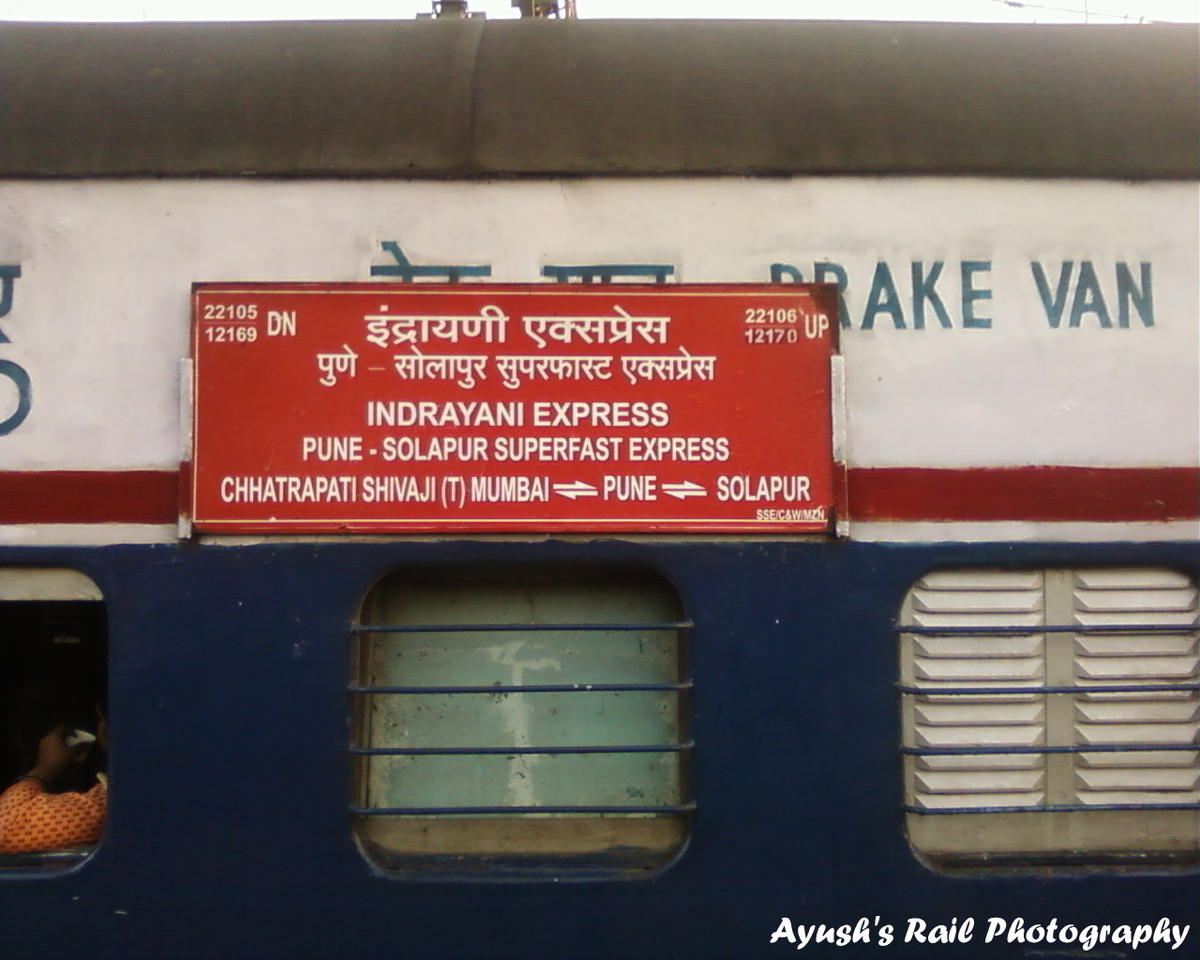 BRAKE VAN
22105
12169 DN
इंद्रायणी एक्सप्रेस
22106
12170 UP
पुणे - सोलापुर सुपरफास्ट एक्सप्रेस
INDRAYANI EXPRESS
PUNE - SOLAPUR SUPERFAST EXPRESS
CHHATRAPATI SHIVAJI (T) MUMBAI ⇌ PUNE ⇌ SOLAPUR
SSE/C&W/MZN
Ayush's Rail Photography